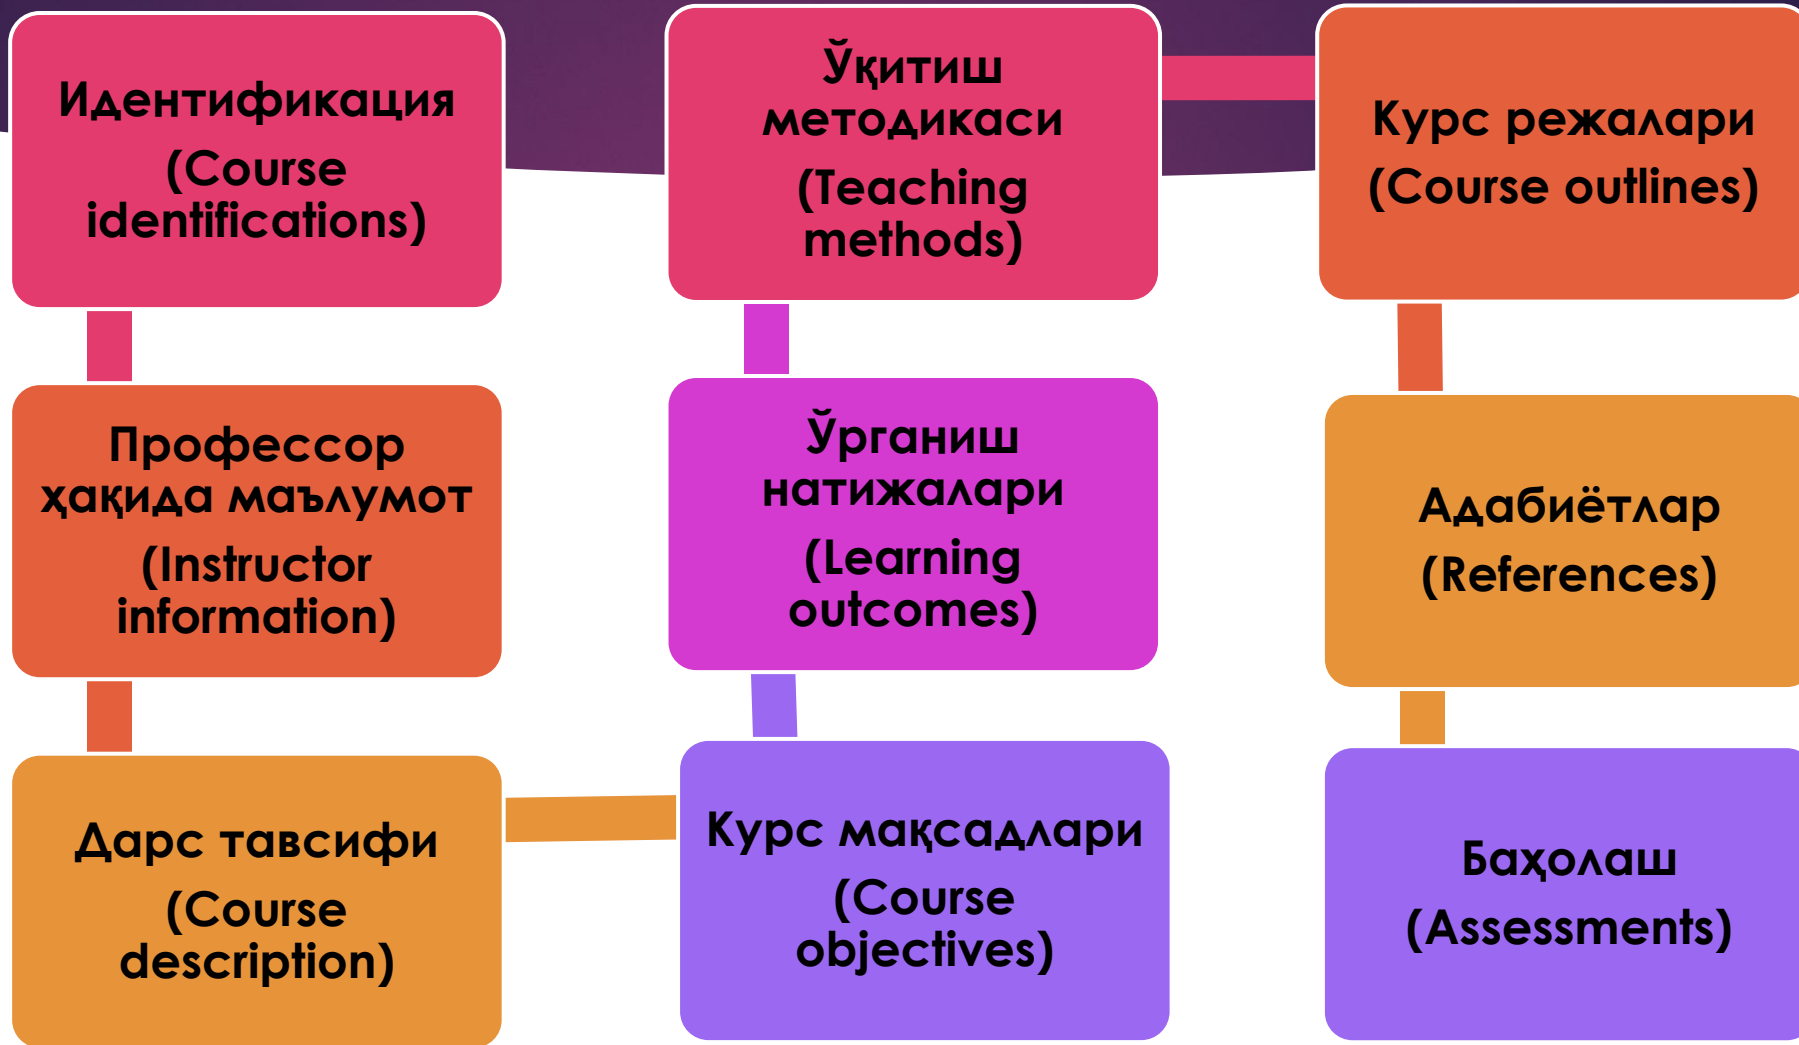 Идентификация
(Course
identifications)
Профессор
ҳақида маълумот
(Instructor
information)
Дарс тавсифи
(Course
description)
Курс мақсадлари
(Course
objectives)
Ўрганиш
натижалари
(Learning
outcomes)
Ўқитиш
методикаси
(Teaching
methods)
Курс режалари
(Course outlines)
Адабиётлар
(References)
Баҳолаш
(Assessments)